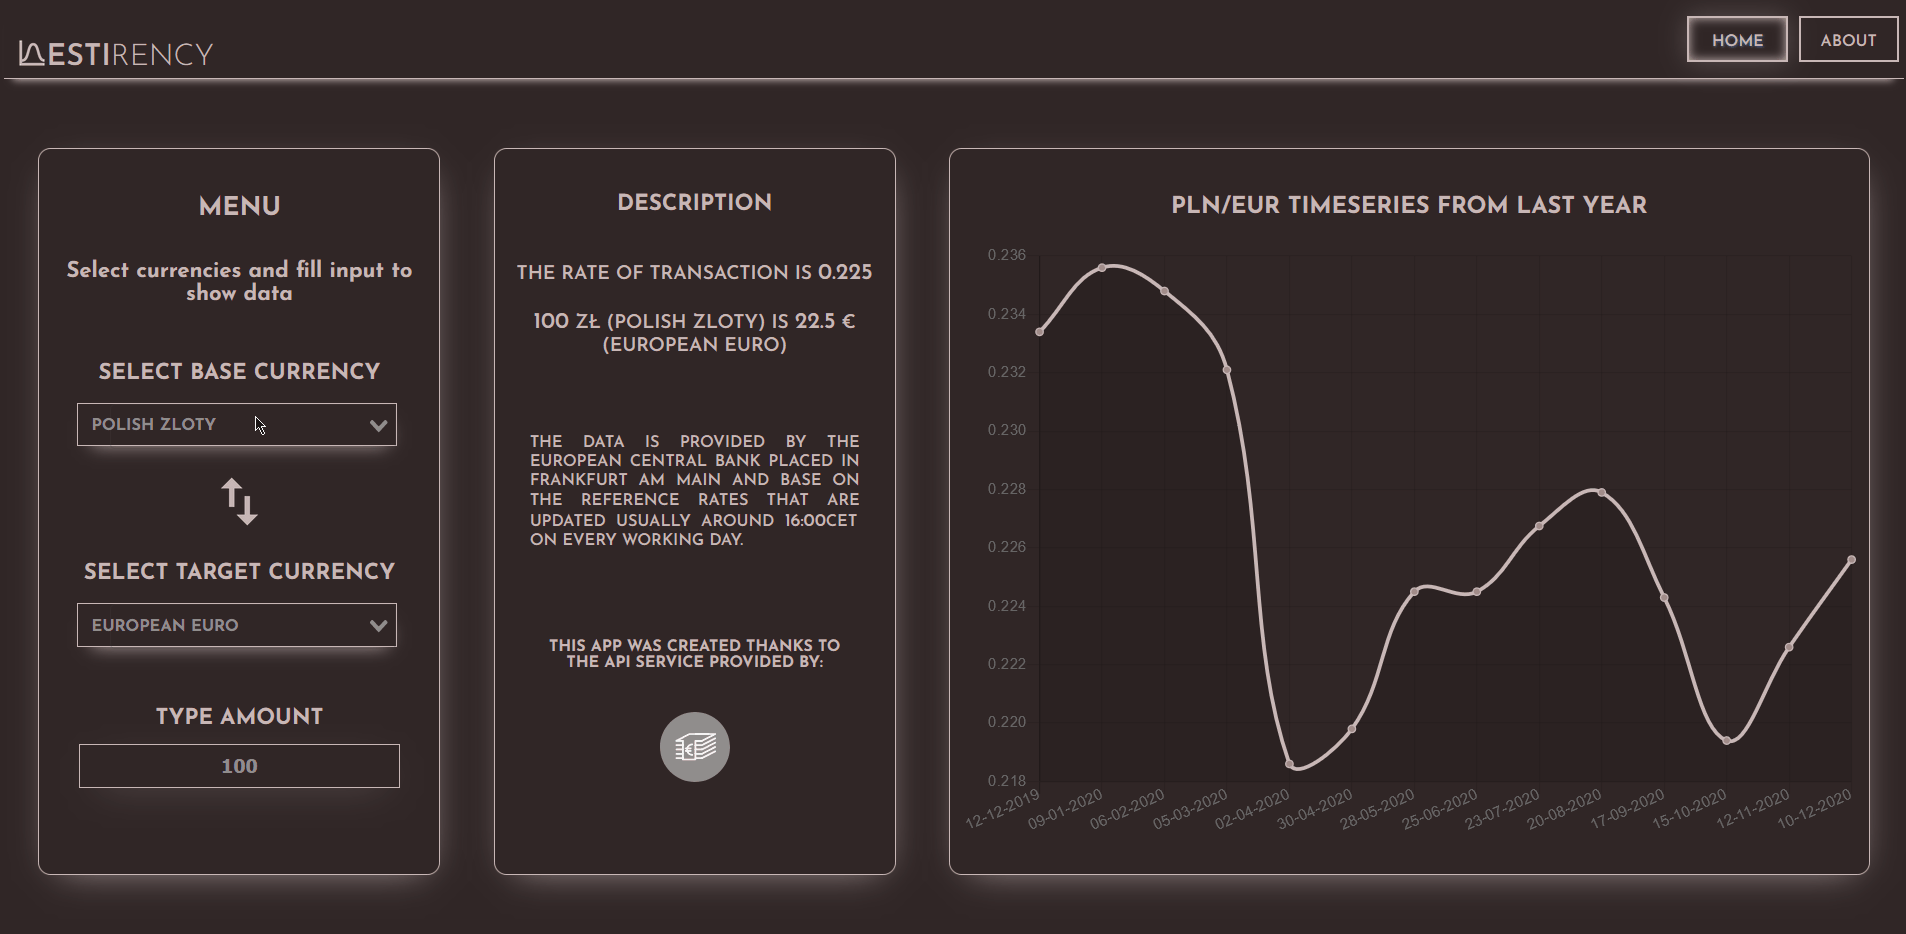 ESTIRENCY
HOME
ABOUT
MENU
Select currencies and fill input to
show data
SELECT BASE CURRENCY
POLISH ZLOTY
SELECT TARGET CURRENCY
EUROPEAN EURO
TYPE AMOUNT
100
DESCRIPTION
THE RATE OF TRANSACTION IS 0.225
100 ZŁ (POLISH ZLOTY) IS 22.5 €
(EUROPEAN EURO)
THE DATA IS PROVIDED BY THE
EUROPEAN CENTRAL BANK PLACED IN
FRANKFURT AM MAIN AND BASE ON
THE REFERENCE RATES THAT ARE
UPDATED USUALLY AROUND 16:00CET
ON EVERY WORKING DAY.
THIS APP WAS CREATED THANKS TO
THE API SERVICE PROVIDED BY:
€
PLN/EUR TIMESERIES FROM LAST YEAR
0.236
0.234
0.232
0.230
0.228
0.226
0.224
0.222
0.220
0.218
12-12-2019
09-01-2020
06-02-2020
05-03-2020
02-04-2020
30-04-2020
28-05-2020
25-06-2020
23-07-2020
20-08-2020
17-09-2020
15-10-2020
12-11-2020
10-12-2020